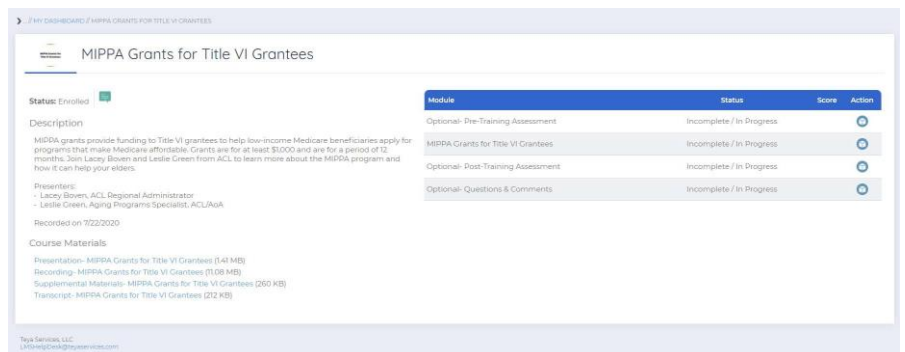 ❯ .. // MY DASHBOARD // MIPPA GRANTS FOR TITLE VI GRANTEES
MIPPA Grants for Title VI Grantees
Status: Enrolled
Description
MIPPA grants provide funding to Title VI grantees to help low-income Medicare beneficiaries apply for
programs that make Medicare affordable. Grants are for at least $1,000 and are for a period of 12
months. Join Lacey Boven and Leslie Green from ACL to learn more about the MIPPA program and
how it can help your elders.
Presenters:
- Lacey Boven, ACL Regional Administrator
- Leslie Green, Aging Programs Specialist, ACL/AoA
Recorded on 7/22/2020
Course Materials
Presentation- MIPPA Grants for Title VI Grantees (1.41 MB)
Recording- MIPPA Grants for Title VI Grantees (11.08 MB)
Supplemental Materials- MIPPA Grants for Title VI Grantees (260 KB)
Transcript- MIPPA Grants for Title VI Grantees (212 KB)
Module Status Score Action
Optional- Pre-Training Assessment Incomplete / In Progress
MIPPA Grants for Title VI Grantees Incomplete / In Progress
Optional- Post-Training Assessment Incomplete / In Progress
Optional- Questions & Comments Incomplete / In Progress
Teya Services, LLC
LMSHelpDesk@teyaservices.com